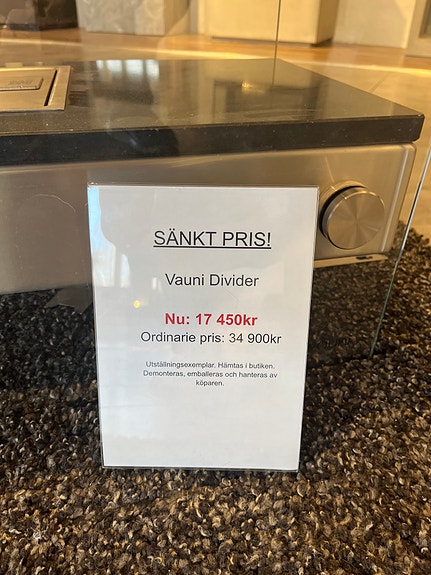 SÄNKT PRIS!
Vauni Divider
Nu: 17 450kr
Ordinarie pris: 34 900kr
Utställningsexemplar. Hämtas i butiken.
Demonteras, emballeras och hanteras av
köparen.